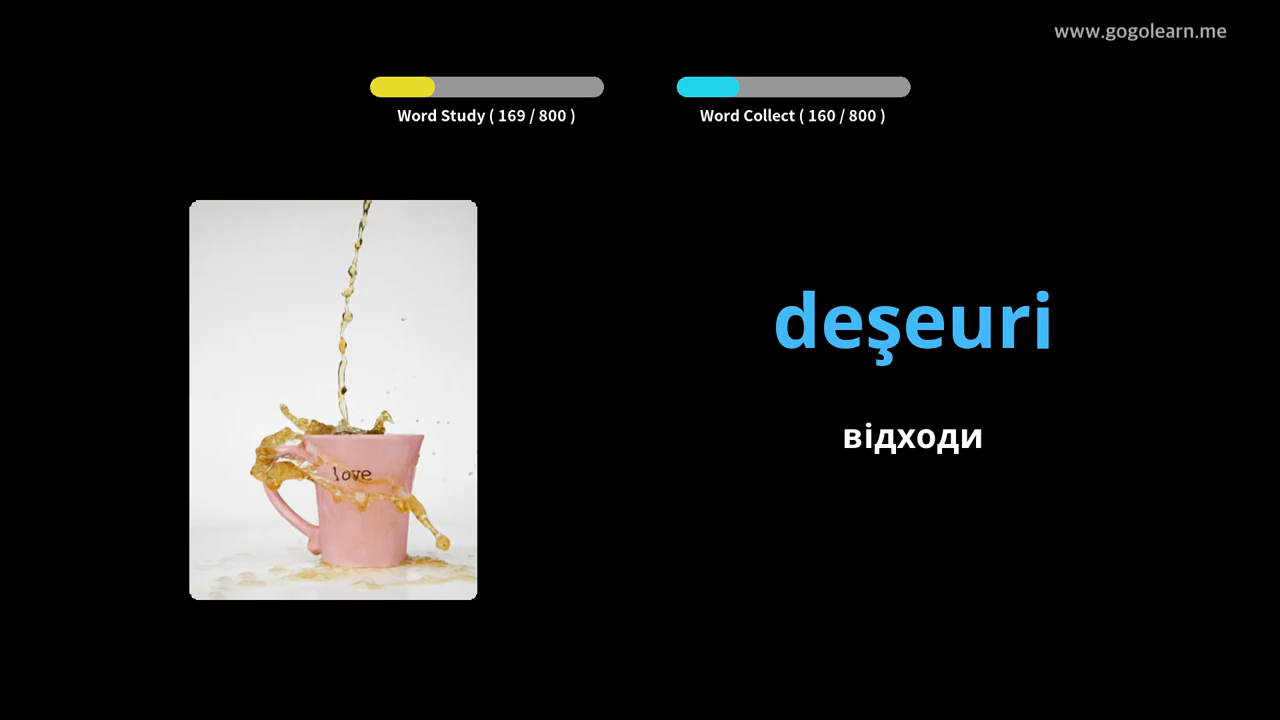 www.gogolearn.me
Word Study ( 169 / 800 )
Word Collect ( 160 / 800 )
love
deşeuri
відходи